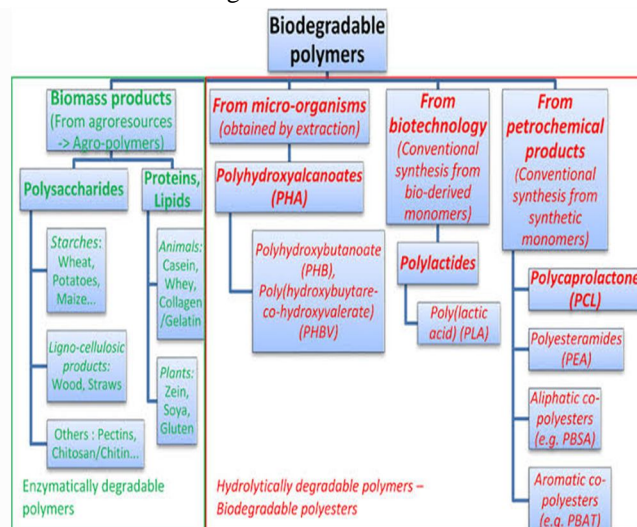 Biodegradable
polymers
Biomass products
(From agroresources
-> Agro-polymers)
Polysaccharides
Starches:
Wheat,
Potatoes,
Maize...
Ligno-cellulosic
products:
Wood, Straws
Others : Pectins,
Chitosan/Chitin...
Proteins,
Lipids
Animals:
Casein,
Whey,
Collagen
/Gelatin
Plants:
Zein,
Soya,
Gluten
Enzymatically degradable
polymers
From micro-organisms
(obtained by extraction)
Polyhydroxyalcanoates
(PHA)
Polyhydroxybutanoate
(PHB),
Poly(hydroxybuytare-
co-hydroxyvalerate)
(PHBV)
From
biotechnology
(Conventional
synthesis from
bio-derived
monomers)
Polylactides
Poly(lactic
acid) (PLA)
From
petrochemical
products
(Conventional
synthesis from
synthetic
monomers)
Polycaprolactone
(PCL)
Polyesteramides
(PEA)
Aliphatic co-
polyesters
(e.g. PBSA)
Aromatic co-
polyesters
(e.g. PBAT)
Hydrolytically degradable polymers –
Biodegradable polyesters